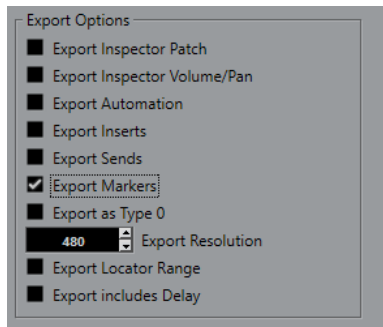 Export Options
Export Inspector Patch
Export Inspector Volume/Pan
Export Automation
Export Inserts
Export Sends
Export Markers
Export as Type 0
480 Export Resolution
Export Locator Range
Export includes Delay